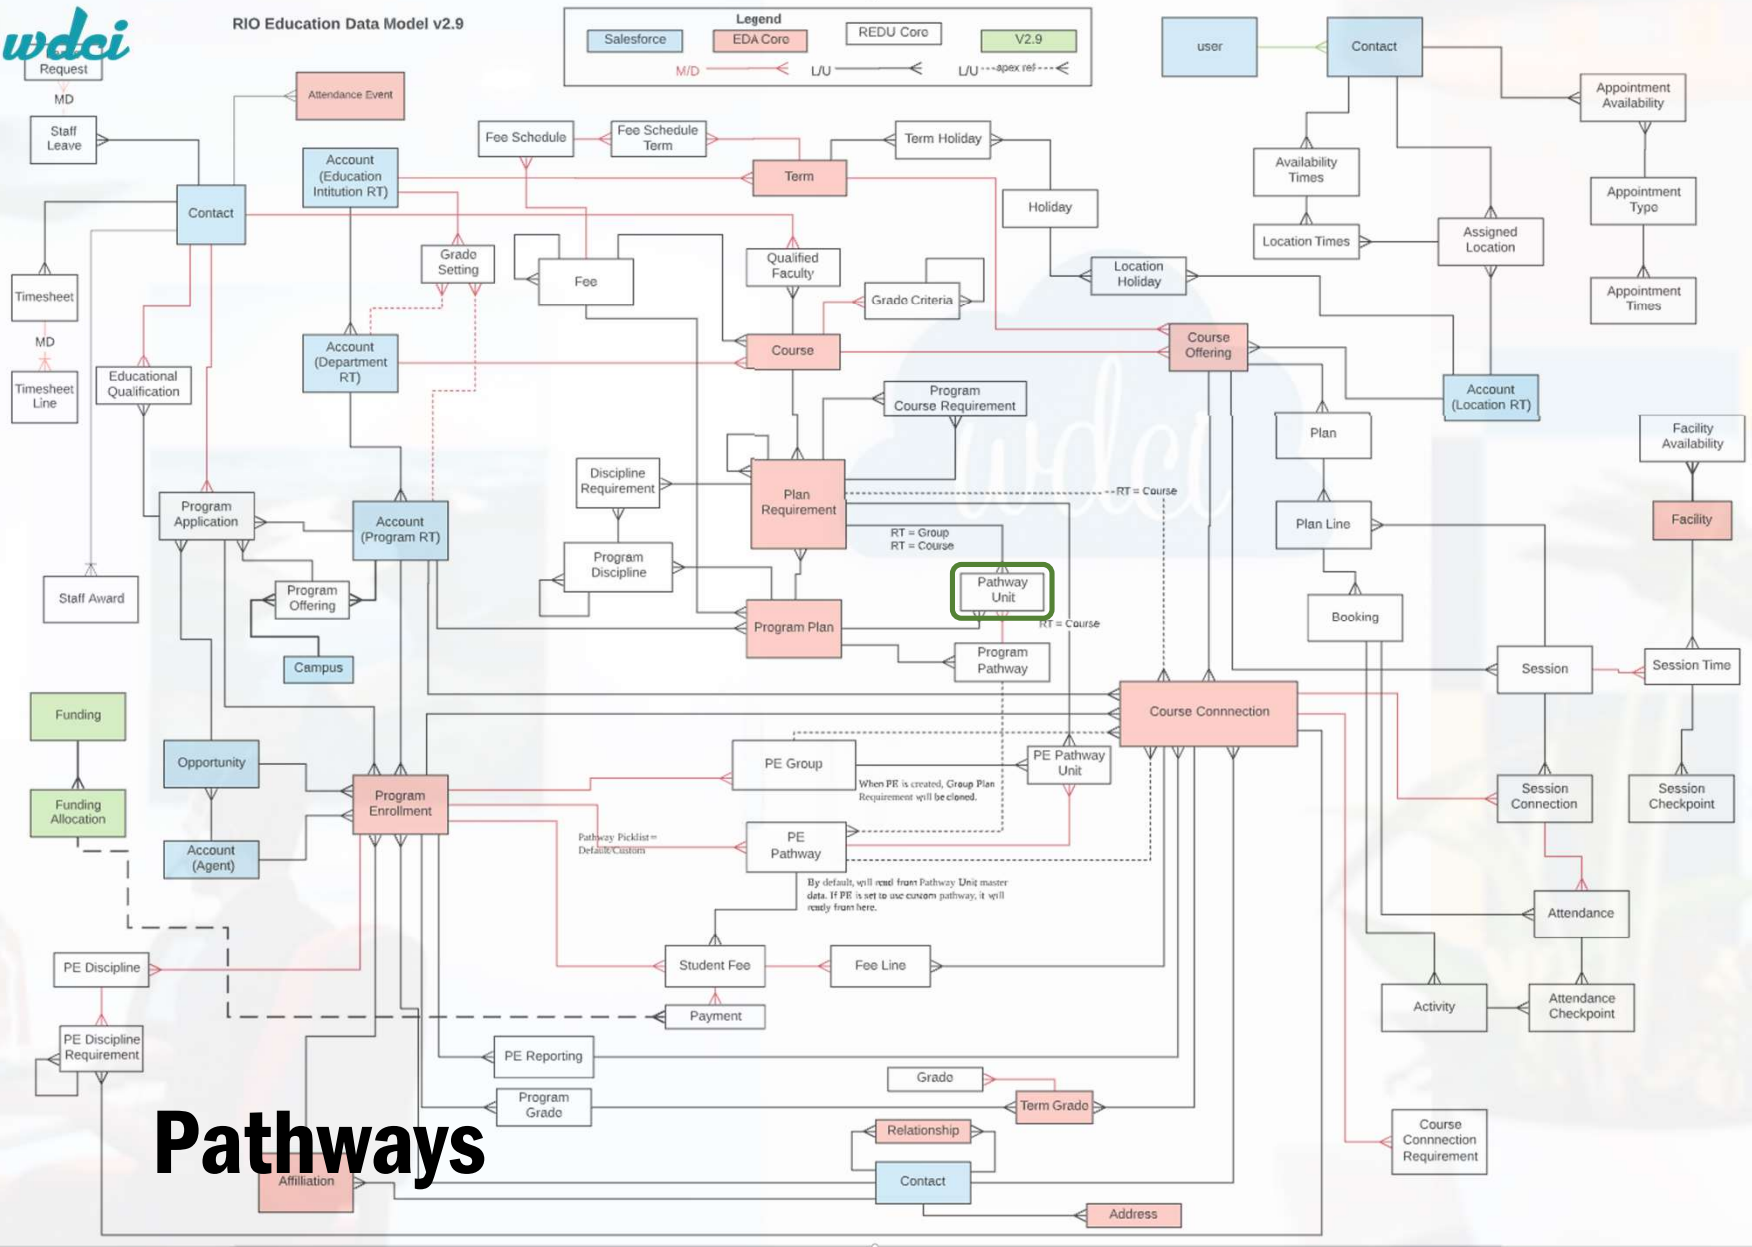 wdci
RIO Education Data Model v2.9
Legend
Salesforce
EDA Core
REDU Core
V2.9
M/D
L/U
L/U
apex ref
user
Contact
Request
MD
Staff
Leave
Attendance Event
Appointment
Availability
Fee Schedule
Fee Schedule
Term
Term Holiday
Account
(Education
Intitution RT)
Term
Availability
Times
Contact
Holiday
Appointment
Type
Location Times
Assigned
Location
Grade
Setting
Qualified
Faculty
Fee
Location
Holiday
Timesheet
Grade Criteria
Appointment
Times
MD
Account
(Department
RT)
Course
Course
Offering
Timesheet
Line
Educational
Qualification
Program
Course Requirement
Account
(Location RT)
Plan
Facility
Availability
Discipline
Requirement
Plan
Requirement
RT = Course
Program
Application
Account
(Program RT)
Plan Line
Facility
RT = Group
RT = Course
Program
Discipline
Pathway
Unit
Staff Award
Program
Offering
Booking
Program Plan
RT = Course
Campus
Program
Pathway
Session
Session Time
Funding
Course Connnection
Opportunity
PE Group
PE Pathway
Unit
When PE is created, Group Plan
Requirement will be cloned.
Funding
Allocation
Program
Enrollment
Session
Connection
Session
Checkpoint
Pathway Picklist=
Default/Custom
PE
Pathway
Account
(Agent)
By default, will read from Pathway Unit master
data. If PE is set to use custom pathway, it will
ready from here.
Attendance
PE Discipline
Student Fee
Fee Line
Payment
Activity
Attendance
Checkpoint
PE Discipline
Requirement
PE Reporting
Grade
Program
Grade
Term Grade
Pathways
Relationship
Course
Connnection
Requirement
Affilliation
Contact
Address